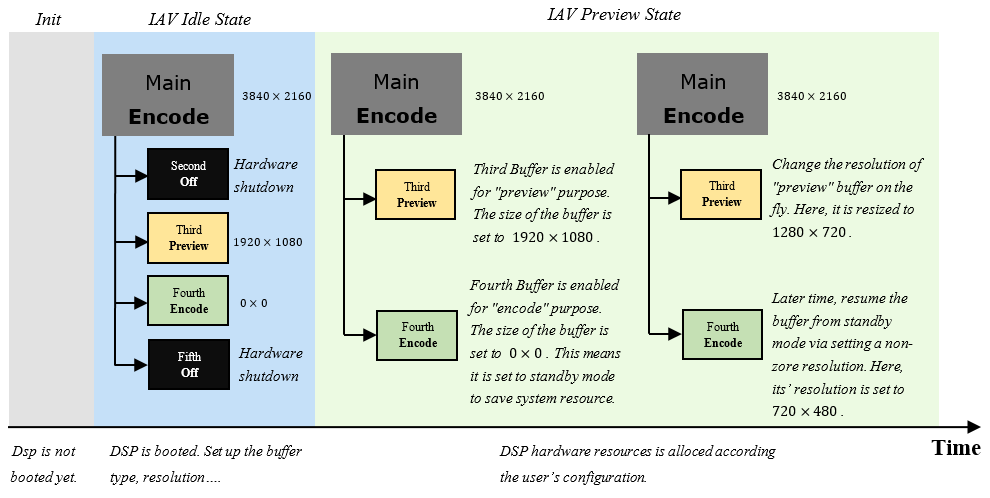 Init
IAV Idle State
IAV Preview State
Main
Encode
3840 × 2160
Second
Off
Hardware
shutdown
Third
Preview
1920 × 1080
Fourth
Encode
0 × 0
Fifth
Off
Hardware
shutdown
Main
Encode
3840 × 2160
Third
Preview
Third Buffer is enabled
for "preview" purpose.
The size of the buffer is
set to 1920 × 1080 .
Fourth
Encode
Fourth Buffer is enabled
for "encode" purpose.
The size of the buffer is
set to 0 × 0 . This means
it is set to standby mode
to save system resource.
Main
Encode
3840 × 2160
Third
Preview
Change the resolution of
"preview" buffer on the
fly. Here, it is resized to
1280 × 720 .
Fourth
Encode
Later time, resume the
buffer from standby
mode via setting a non-
zore resolution. Here,
its' resolution is set to
720 × 480 .
Time
Dsp is not
booted yet.
DSP is booted. Set up the buffer
type, resolution….
DSP hardware resources is alloced according
the user's configuration.